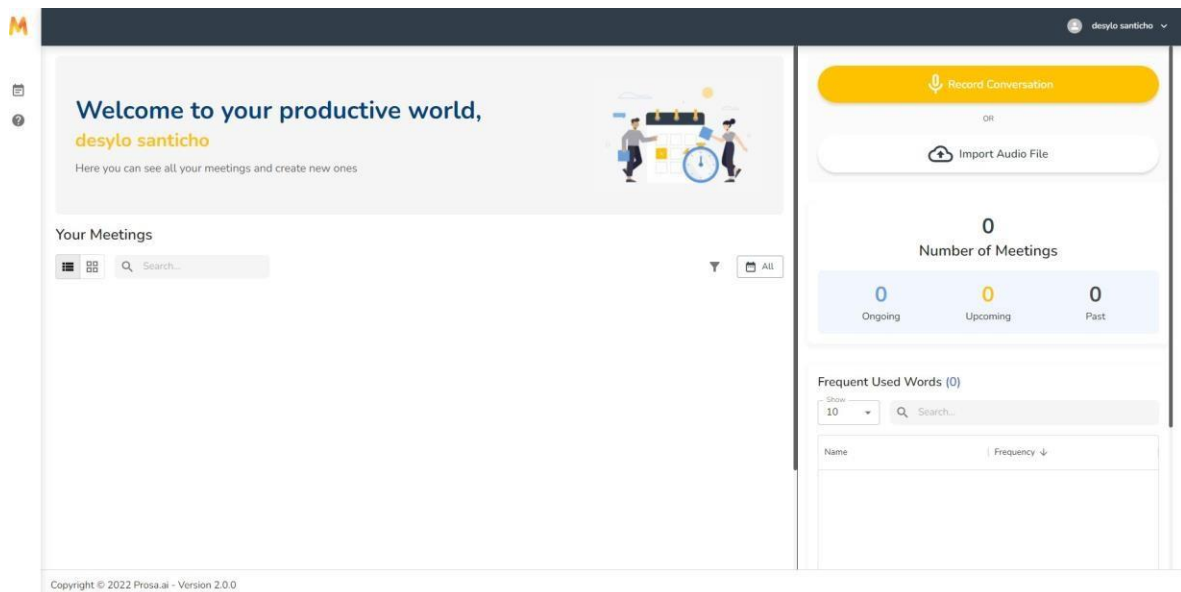 M
desylo santicho
Welcome to your productive world,
desylo santicho
Here you can see all your meetings and create new ones
Your Meetings
Search...
All
Record Conversation
OR
Import Audio File
0
Number of Meetings
0 0 0
Ongoing Upcoming Past
Frequent Used Words (0)
Show
10 Search...
Name Frequency
Copyright © 2022 Prosa.ai - Version 2.0.0